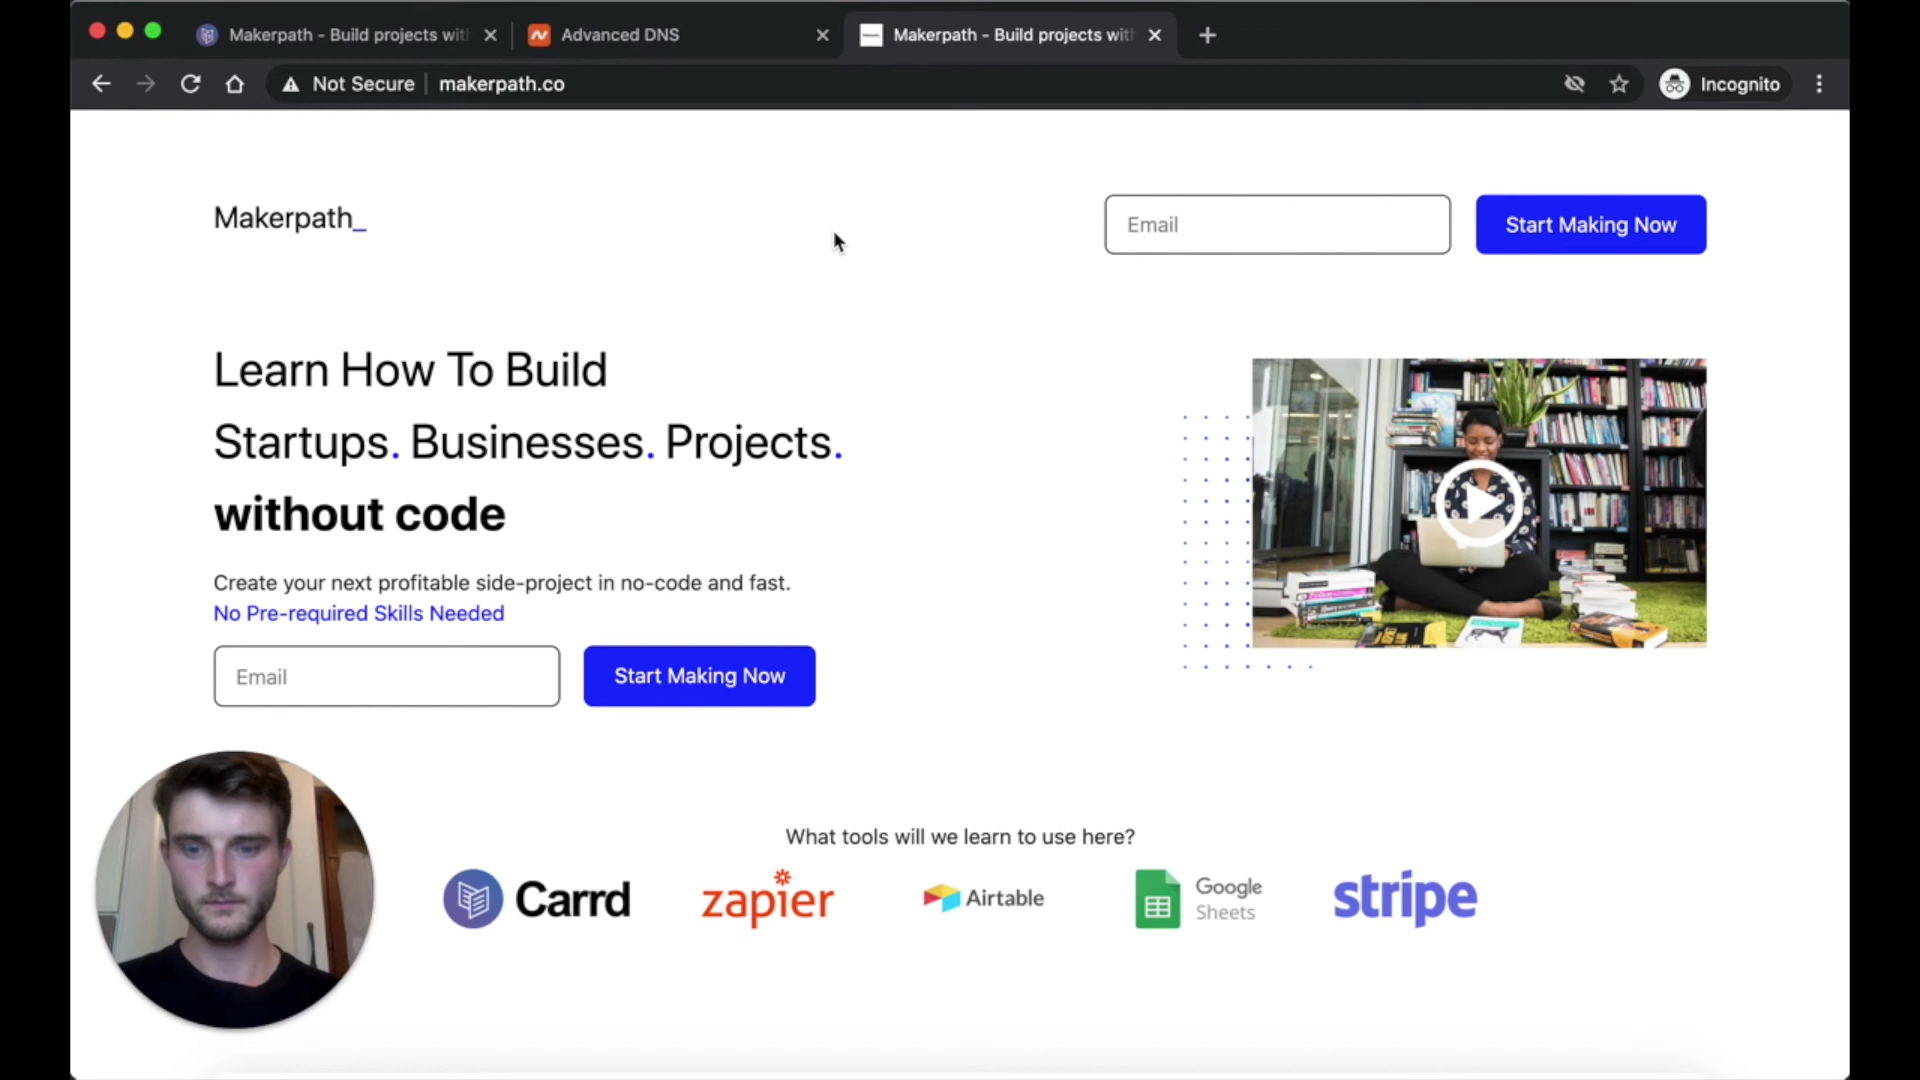 Makerpath - Build projects with
Advanced DNS
Makerpath - Build projects wit
Not Secure
makerpath.co
Incognito
Makerpath_
Email
Start Making Now
Learn How To Build
Startups. Businesses. Projects.
without code
Create your next profitable side-project in no-code and fast.
No Pre-required Skills Needed
Email
Start Making Now
What tools will we learn to use here?
Carrd
zapier
Airtable
Google
Sheets
stripe